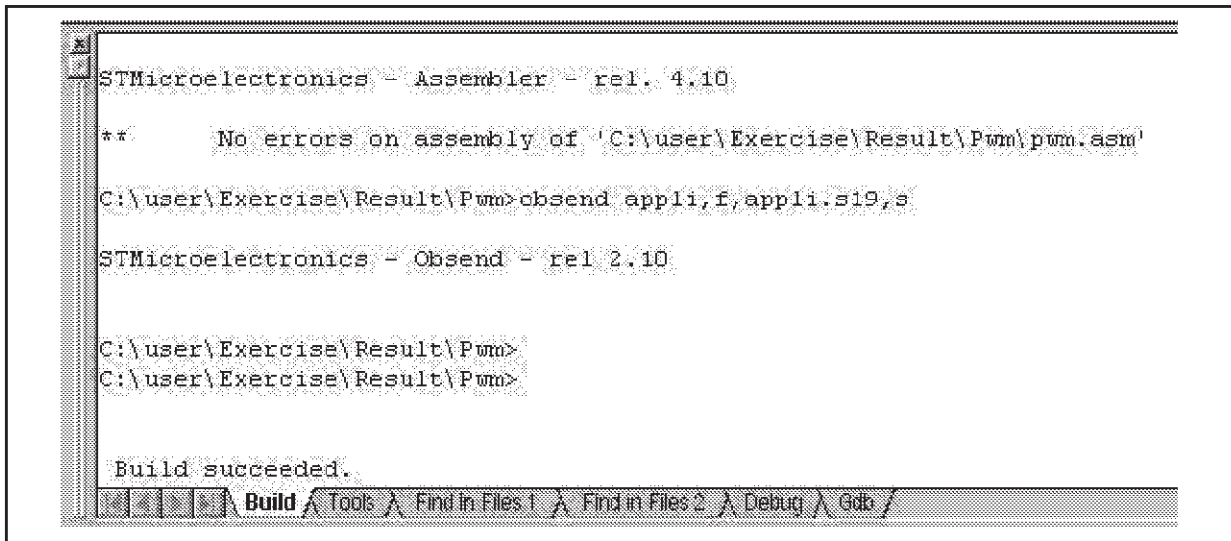 STMicroelectronics - Assembler - rel. 4.10
**      No errors on assembly of 'C:\user\Exercise\Result\Pwm\pwm.asm'
C:\user\Exercise\Result\Pwm>obsend appli,f,appli.s19,s
STMicroelectronics - Obsend - rel 2.10
C:\user\Exercise\Result\Pwm>
C:\user\Exercise\Result\Pwm>
Build succeeded.
Build Tools Find in Files 1 Find in Files 2 Debug Gdb